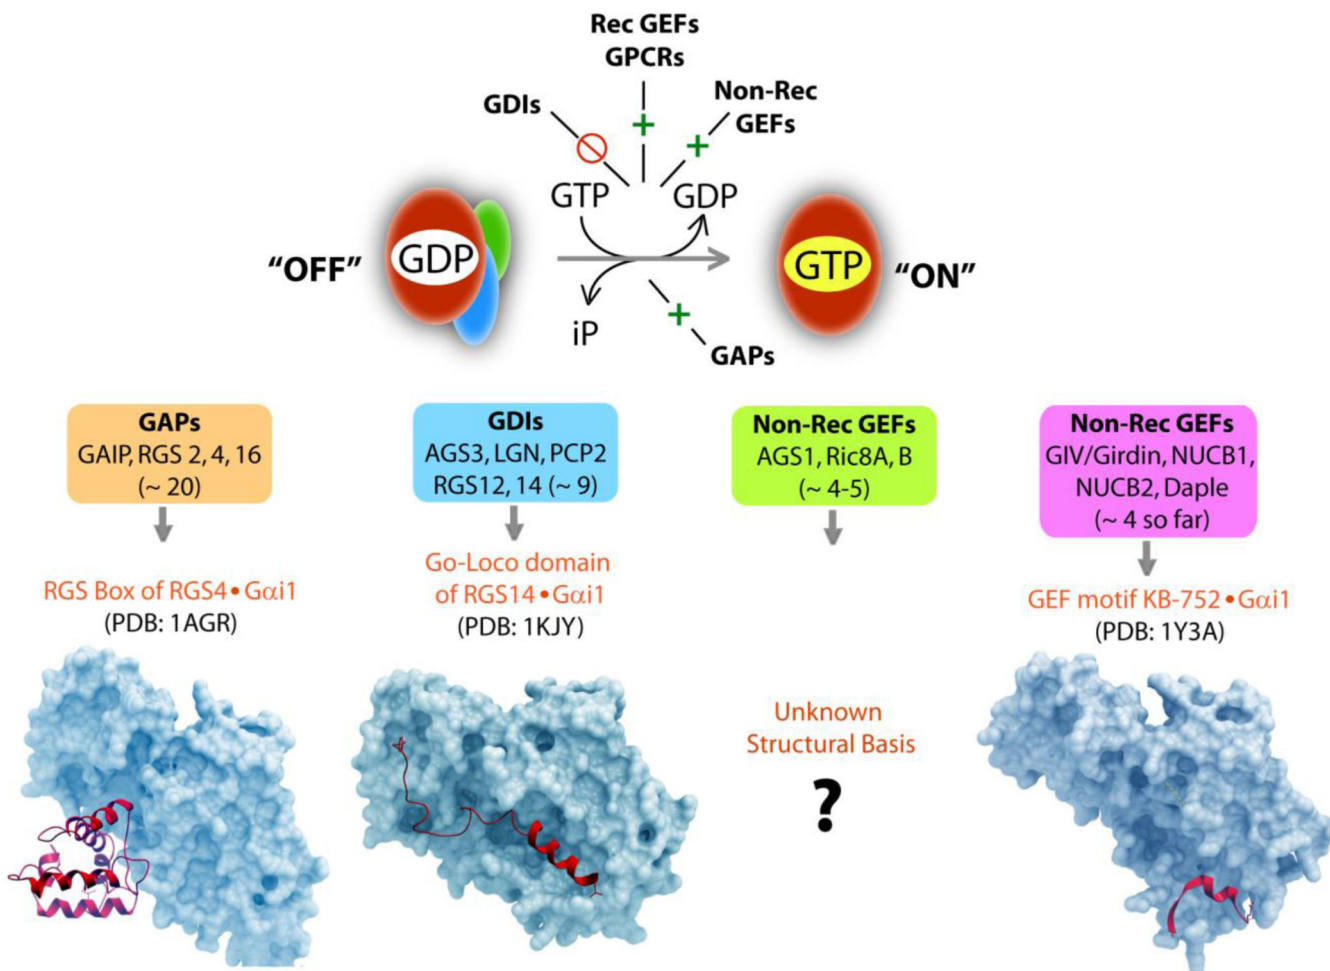 Rec GEFs
GPCRs
GDIs
Non-Rec
GEFs
+
+
GTP
GDP
"OFF"
GDP
GTP
"ON"
iP
+
GAPs
GAPs
GAIP, RGS 2, 4, 16
(~ 20)
GDIs
AGS3, LGN, PCP2
RGS12, 14 (~ 9)
Non-Rec GEFs
AGS1, Ric8A, B
(~ 4-5)
Non-Rec GEFs
GIV/Girdin, NUCB1,
NUCB2, Daple
(~ 4 so far)
RGS Box of RGS4•Gαi1
(PDB: 1AGR)
Go-Loco domain
of RGS14•Gαi1
(PDB: 1KJY)
Unknown
Structural Basis
?
GEF motif KB-752•Gαi1
(PDB: 1Y3A)